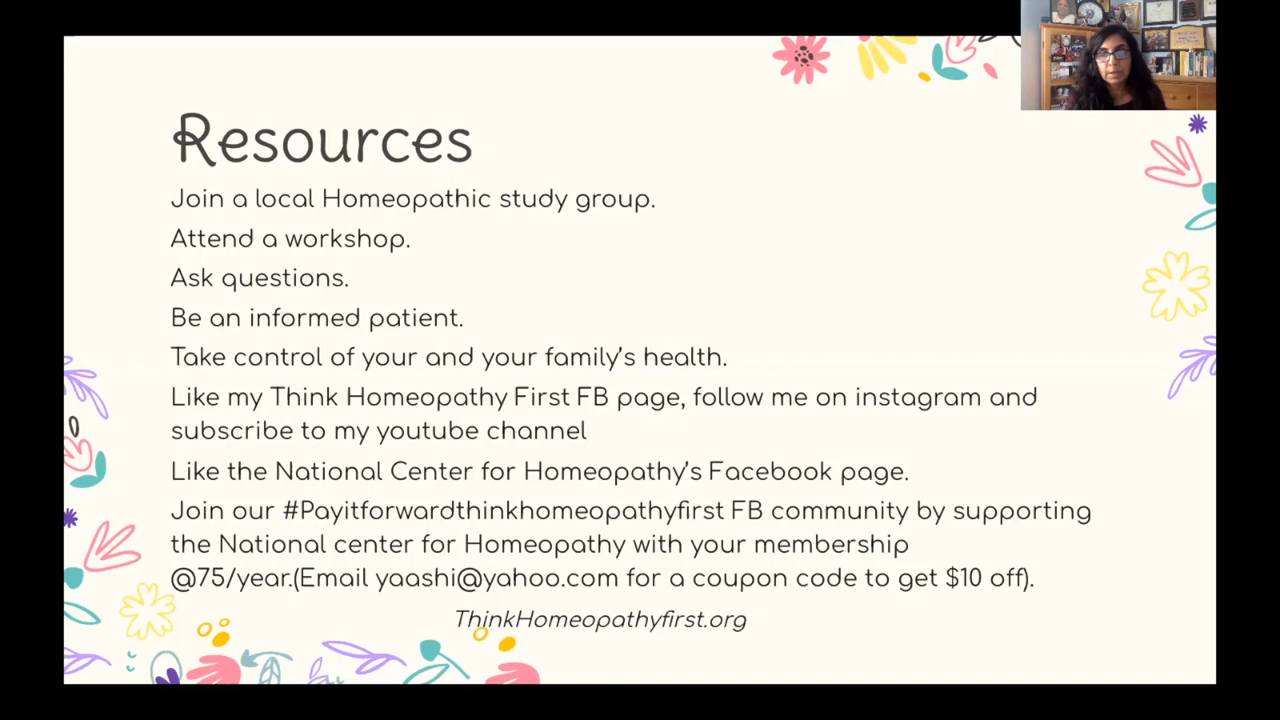 Resources
Join a local Homeopathic study group.
Attend a workshop.
Ask questions.
Be an informed patient.
Take control of your and your family's health.
Like my Think Homeopathy First FB page, follow me on instagram and
subscribe to my youtube channel
Like the National Center for Homeopathy's Facebook page.
Join our #Payitforwardthinkhomeopathyfirst FB community by supporting
the National center for Homeopathy with your membership
@75/year.(Email yaashi@yahoo.com for a coupon code to get $10 off).
ThinkHomeopathyfirst.org